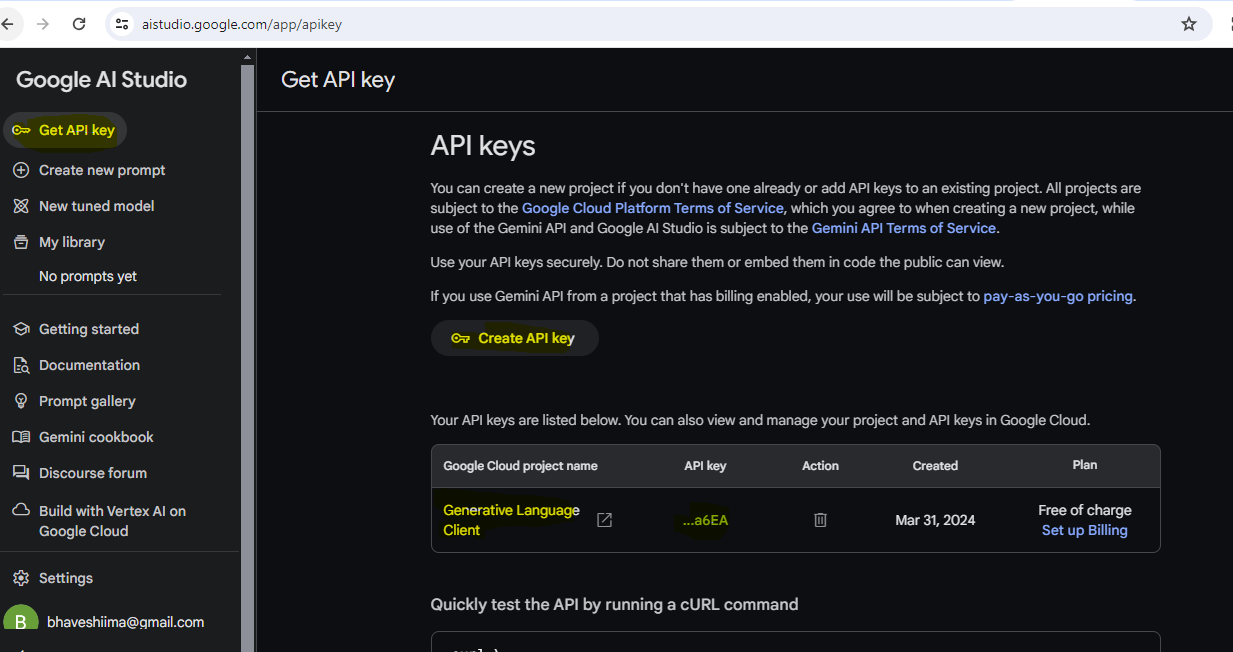 aistudio.google.com/app/apikey
Google AI Studio
Get API key
Create new prompt
New tuned model
My library
No prompts yet
Getting started
Documentation
Prompt gallery
Gemini cookbook
Discourse forum
Build with Vertex AI on
Google Cloud
Settings
B
bhaveshiima@gmail.com
Get API key
API keys
You can create a new project if you don't have one already or add API keys to an existing project. All projects are
subject to the Google Cloud Platform Terms of Service, which you agree to when creating a new project, while
use of the Gemini API and Google AI Studio is subject to the Gemini API Terms of Service.
Use your API keys securely. Do not share them or embed them in code the public can view.
If you use Gemini API from a project that has billing enabled, your use will be subject to pay-as-you-go pricing.
Create API key
Your API keys are listed below. You can also view and manage your project and API keys in Google Cloud.
Google Cloud project name API key Action Created Plan
Generative Language
Client
...a6EA
Mar 31, 2024
Free of charge
Set up Billing
Quickly test the API by running a cURL command